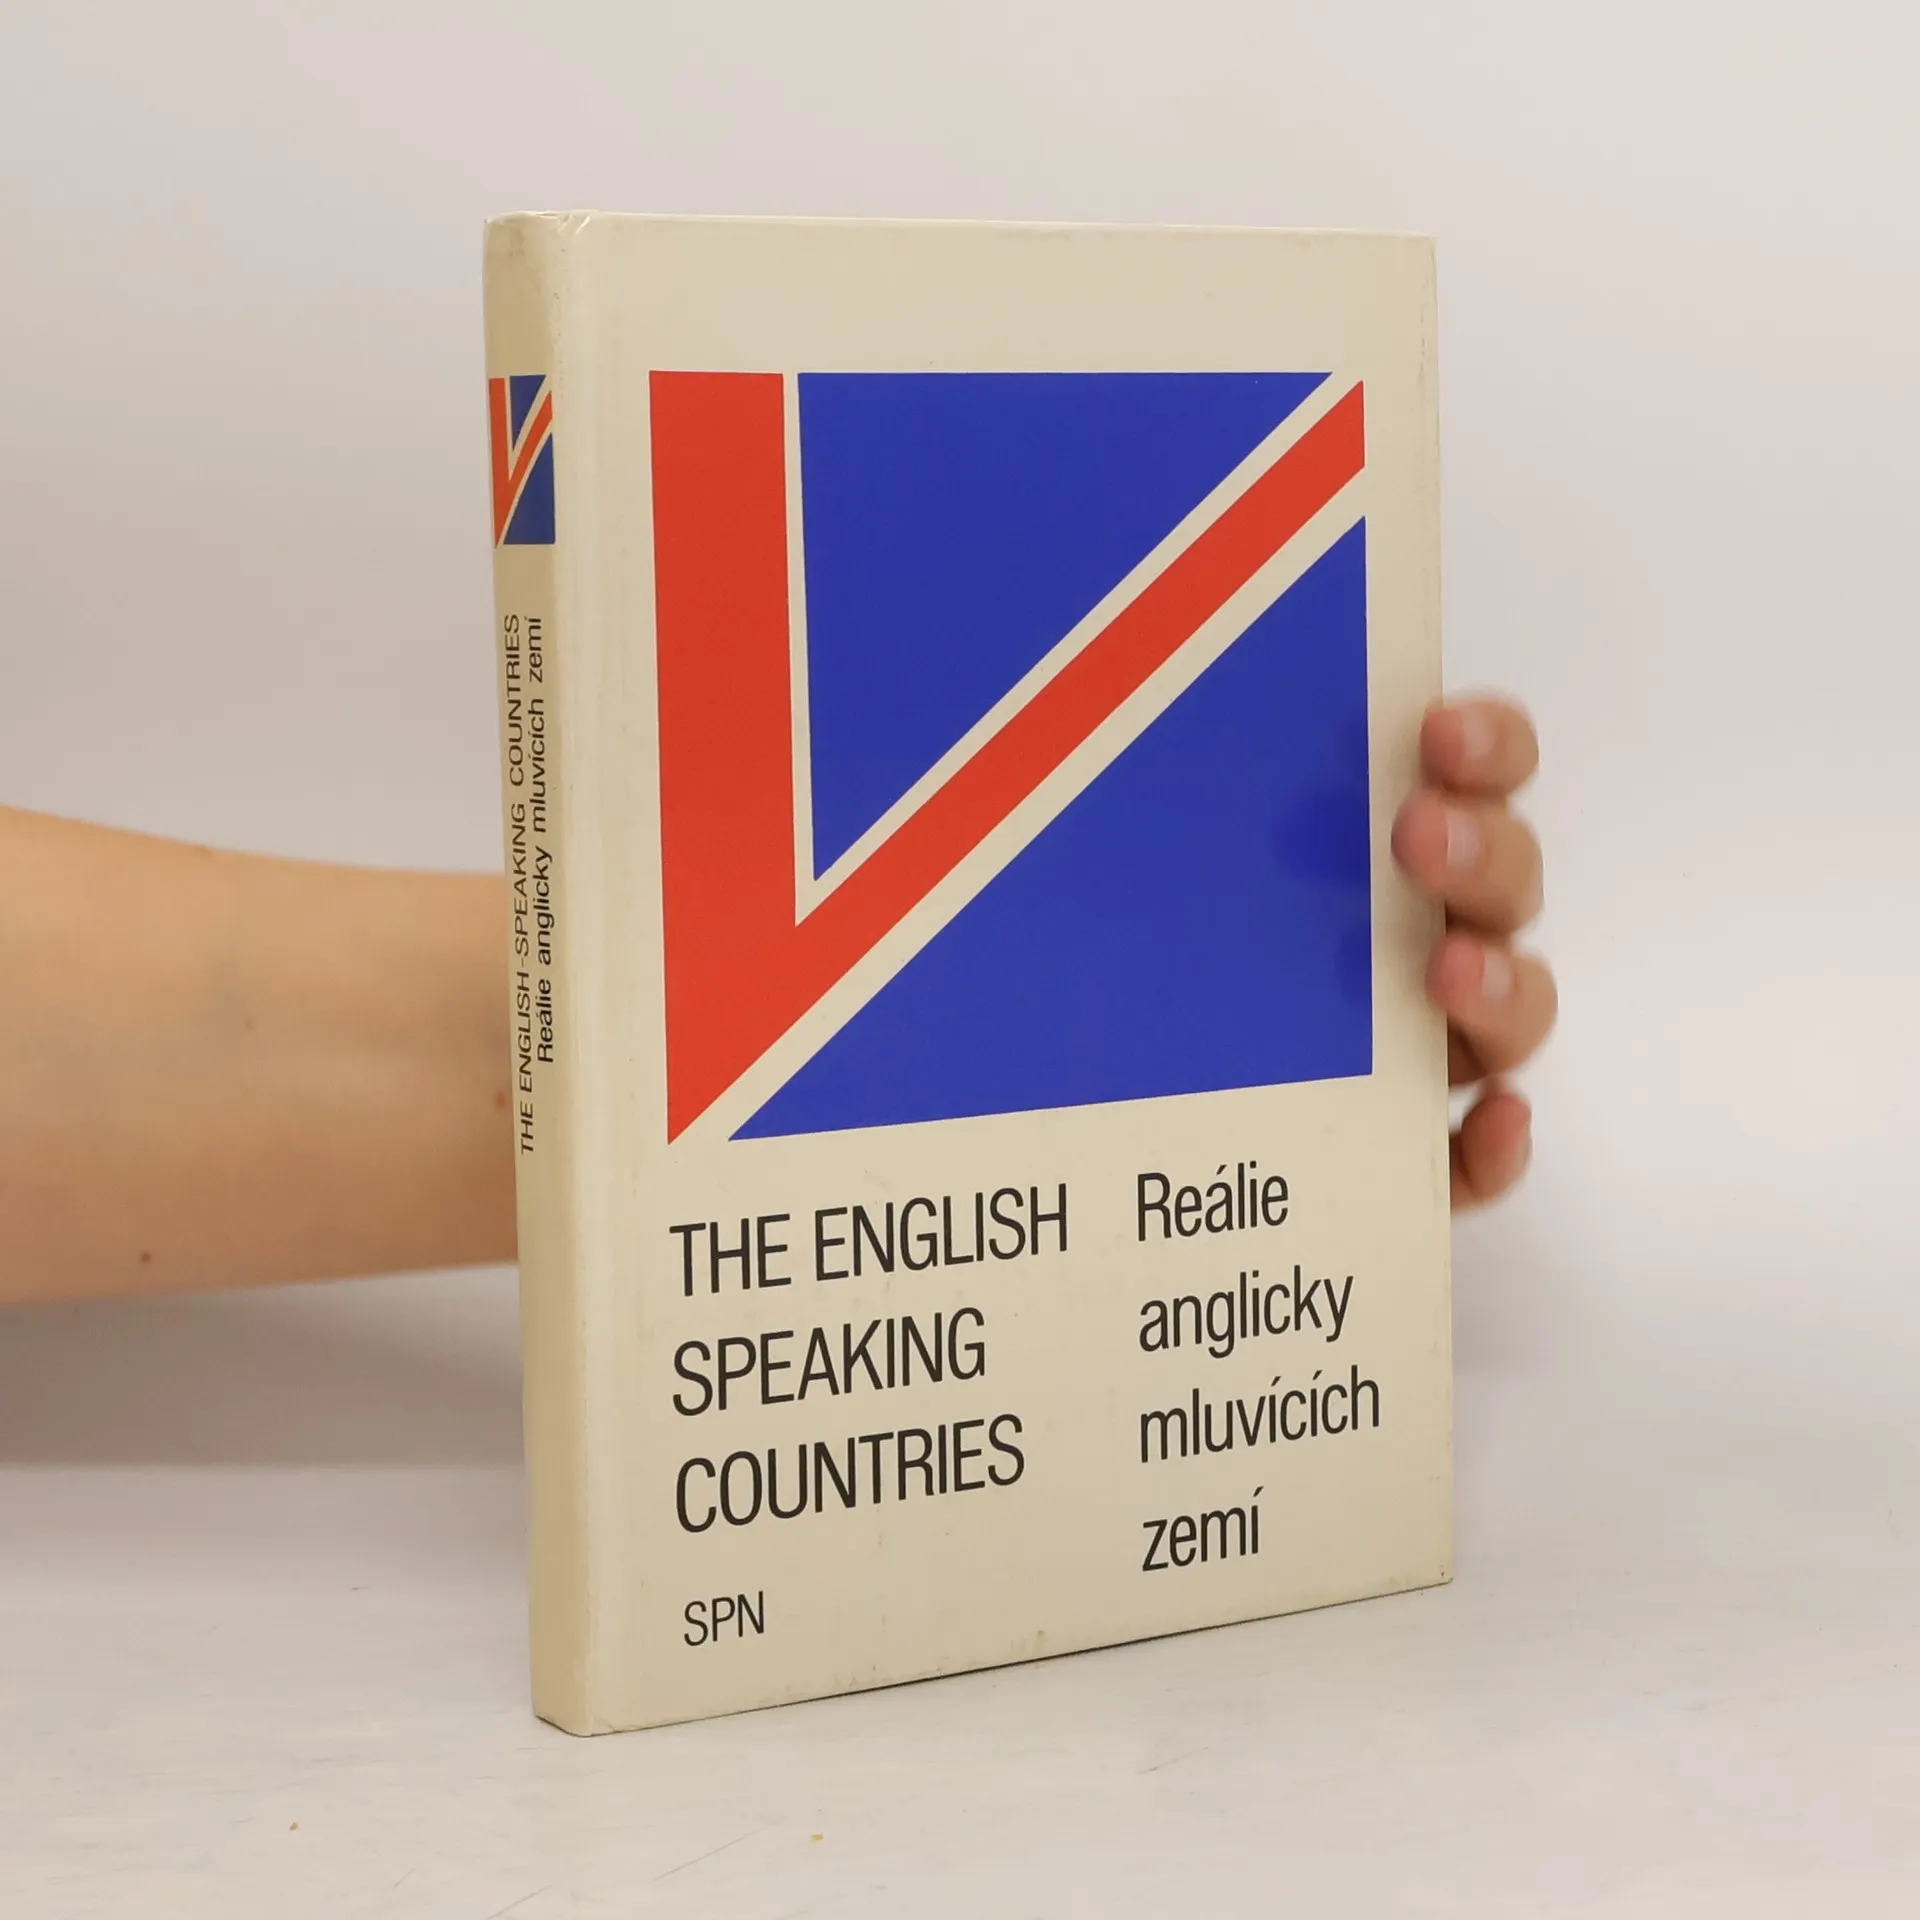 THE ENGLISH-SPEAKING COUNTRIES
Reálie anglicky mluvících zemí
THE ENGLISH
SPEAKING
COUNTRIES
Reálie
anglicky
mluvících
zemí
SPN